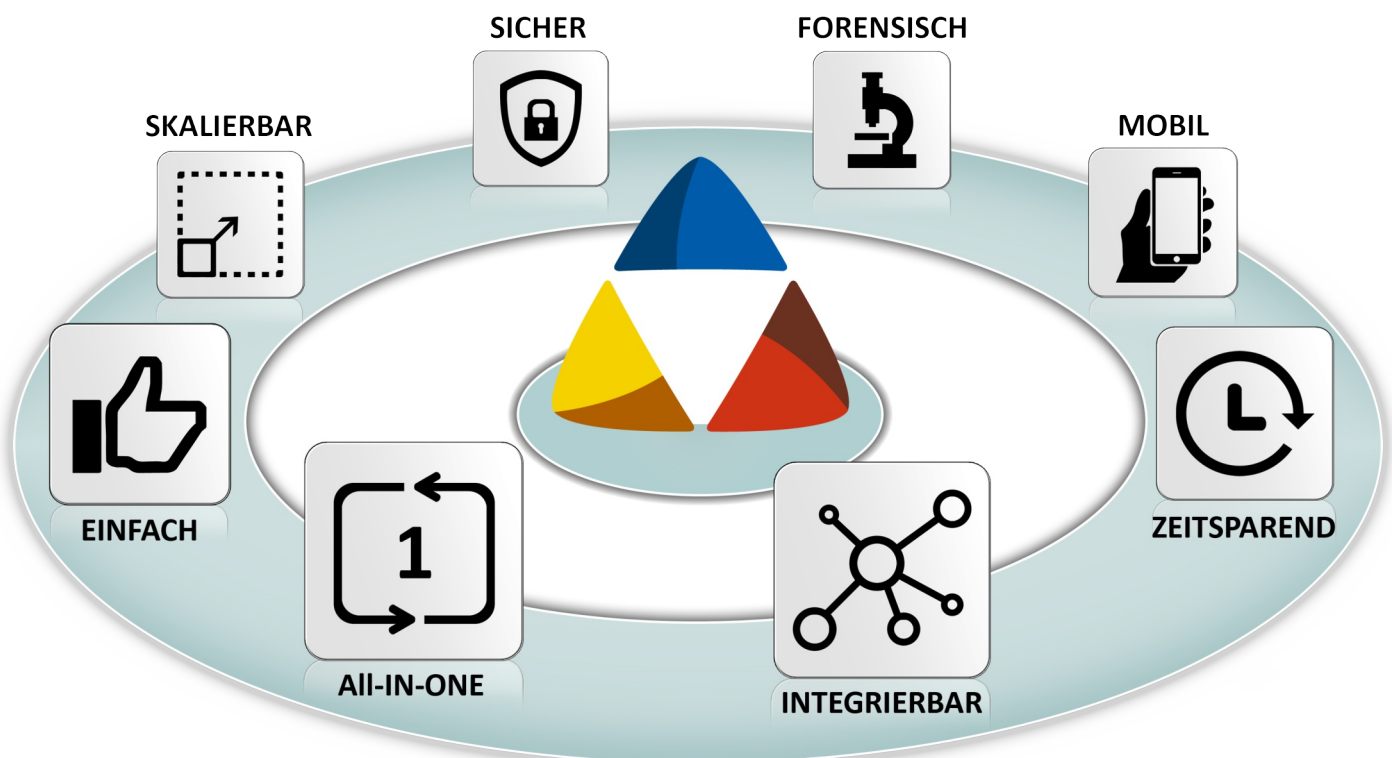 SICHER
FORENSISCH
SKALIERBAR
MOBIL
EINFACH
ZEITSPAREND
1
All-IN-ONE
INTEGRIERBAR